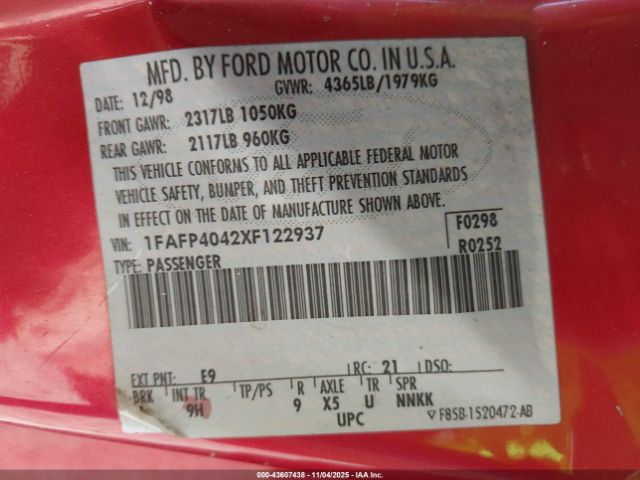 MFD. BY FORD MOTOR CO. IN U.S.A.
DATE: 12/98 GVWR: 4365LB/1979KG
FRONT GAWR: 2317LB 1050KG
REAR GAWR: 2117LB 960KG
THIS VEHICLE CONFORMS TO ALL APPLICABLE FEDERAL MOTOR
VEHICLE SAFETY, BUMPER, AND THEFT PREVENTION STANDARDS
IN EFFECT ON THE DATE OF MANUFACTURE SHOWN ABOVE.
VIN: 1FAFP4042XF122937 F0298
TYPE: PASSENGER R0252
EXT PNT: E9 RC: 21 DSO:
BRK INT TR TP/PS R AXLE TR SPR
9H 9 X5 U NNKK
UPC ▽F85B-1520472-AB
000-43607438 - 11/04/2025 - IAA Inc.